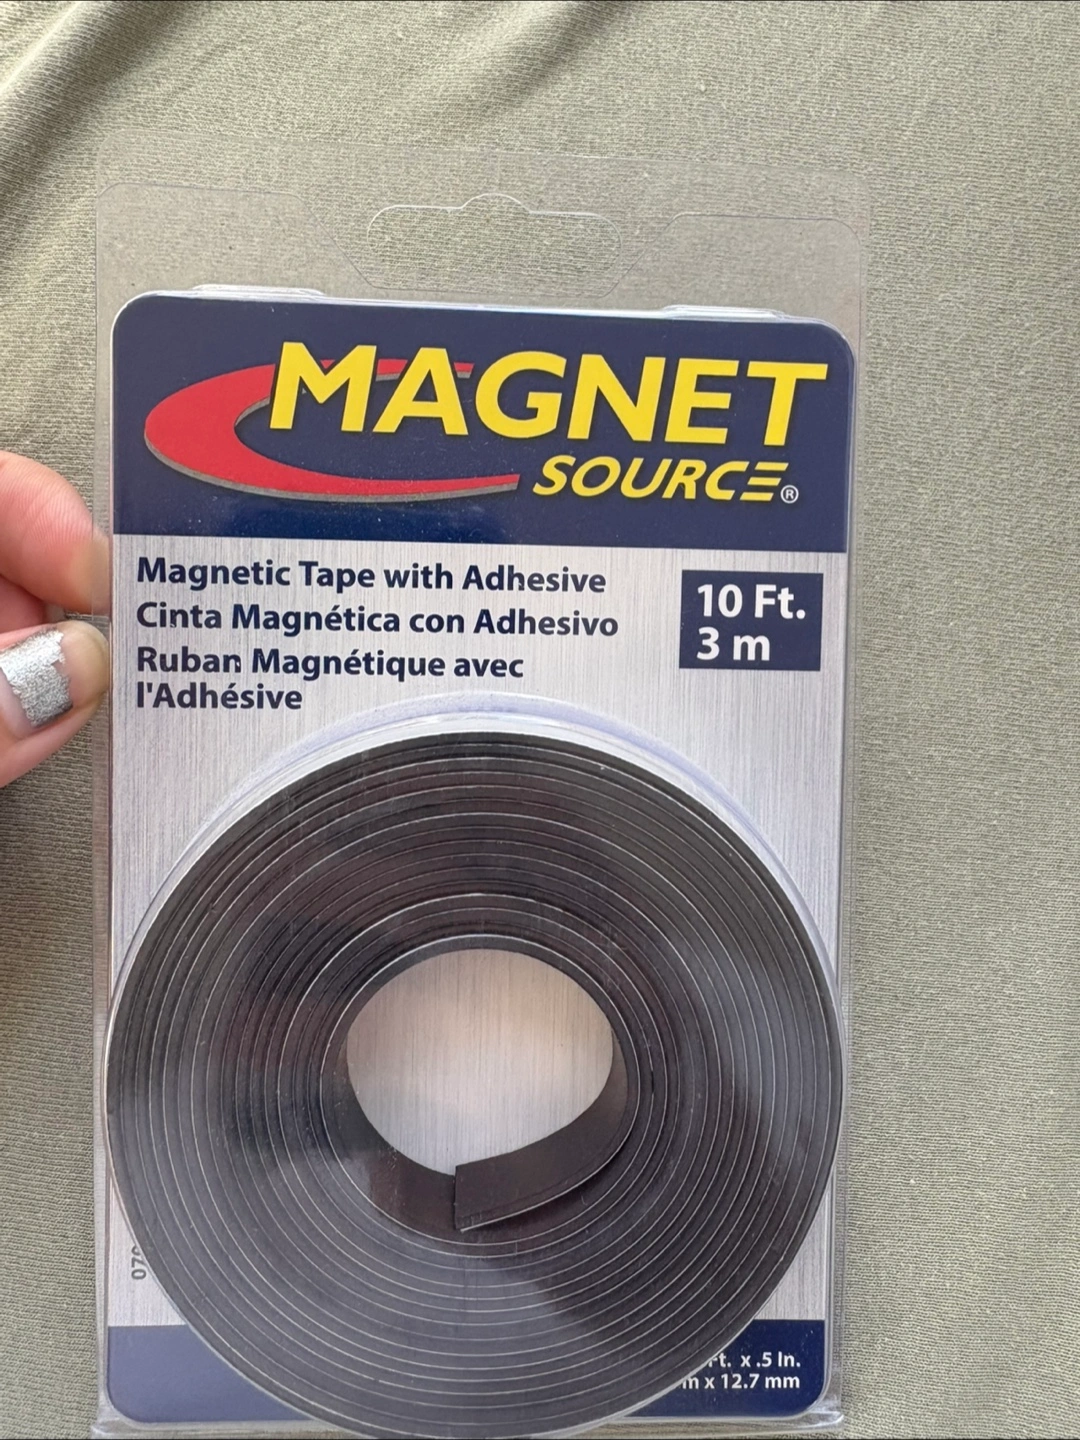 MAGNET
SOURCE®
Magnetic Tape with Adhesive
Cinta Magnética con Adhesivo
Ruban Magnétique avec
l'Adhésive
10 Ft.
3 m
Ft. x .5 In.
m x 12.7 mm